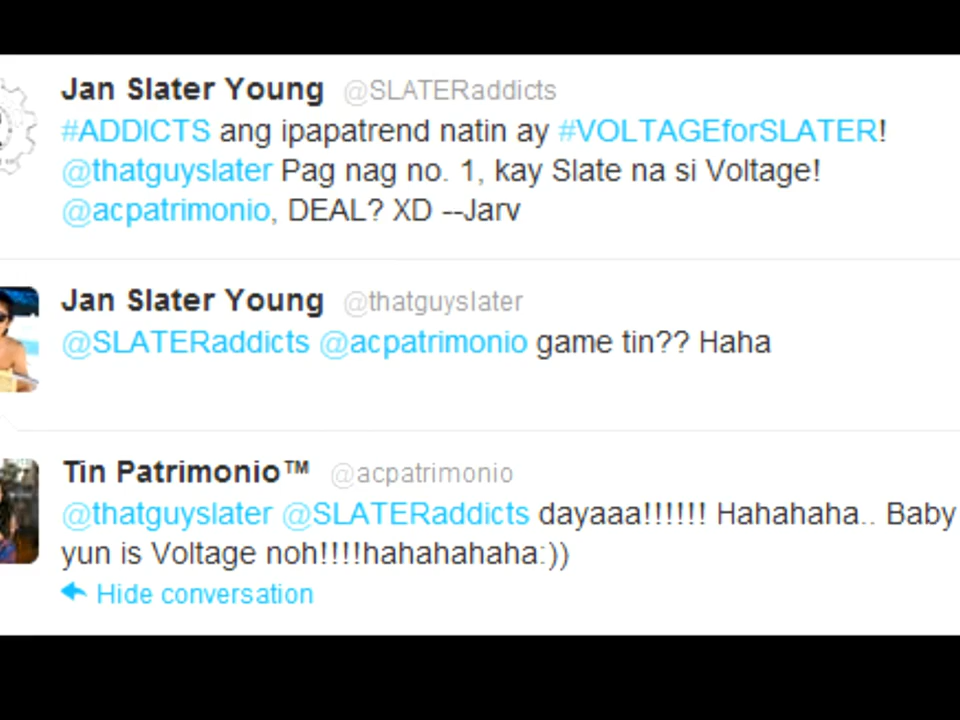 Jan Slater Young @SLATERaddicts
#ADDICTS ang ipapatrend natin ay #VOLTAGEforSLATER!
@thatguyslater Pag nag no. 1, kay Slate na si Voltage!
@acpatrimonio, DEAL? XD --Jarv
Jan Slater Young @thatguyslater
@SLATERaddicts @acpatrimonio game tin?? Haha
Tin Patrimonio™ @acpatrimonio
@thatguyslater @SLATERaddicts dayaaa!!!!!! Hahahaha.. Baby
yun is Voltage noh!!!!hahahahaha:))
Hide conversation